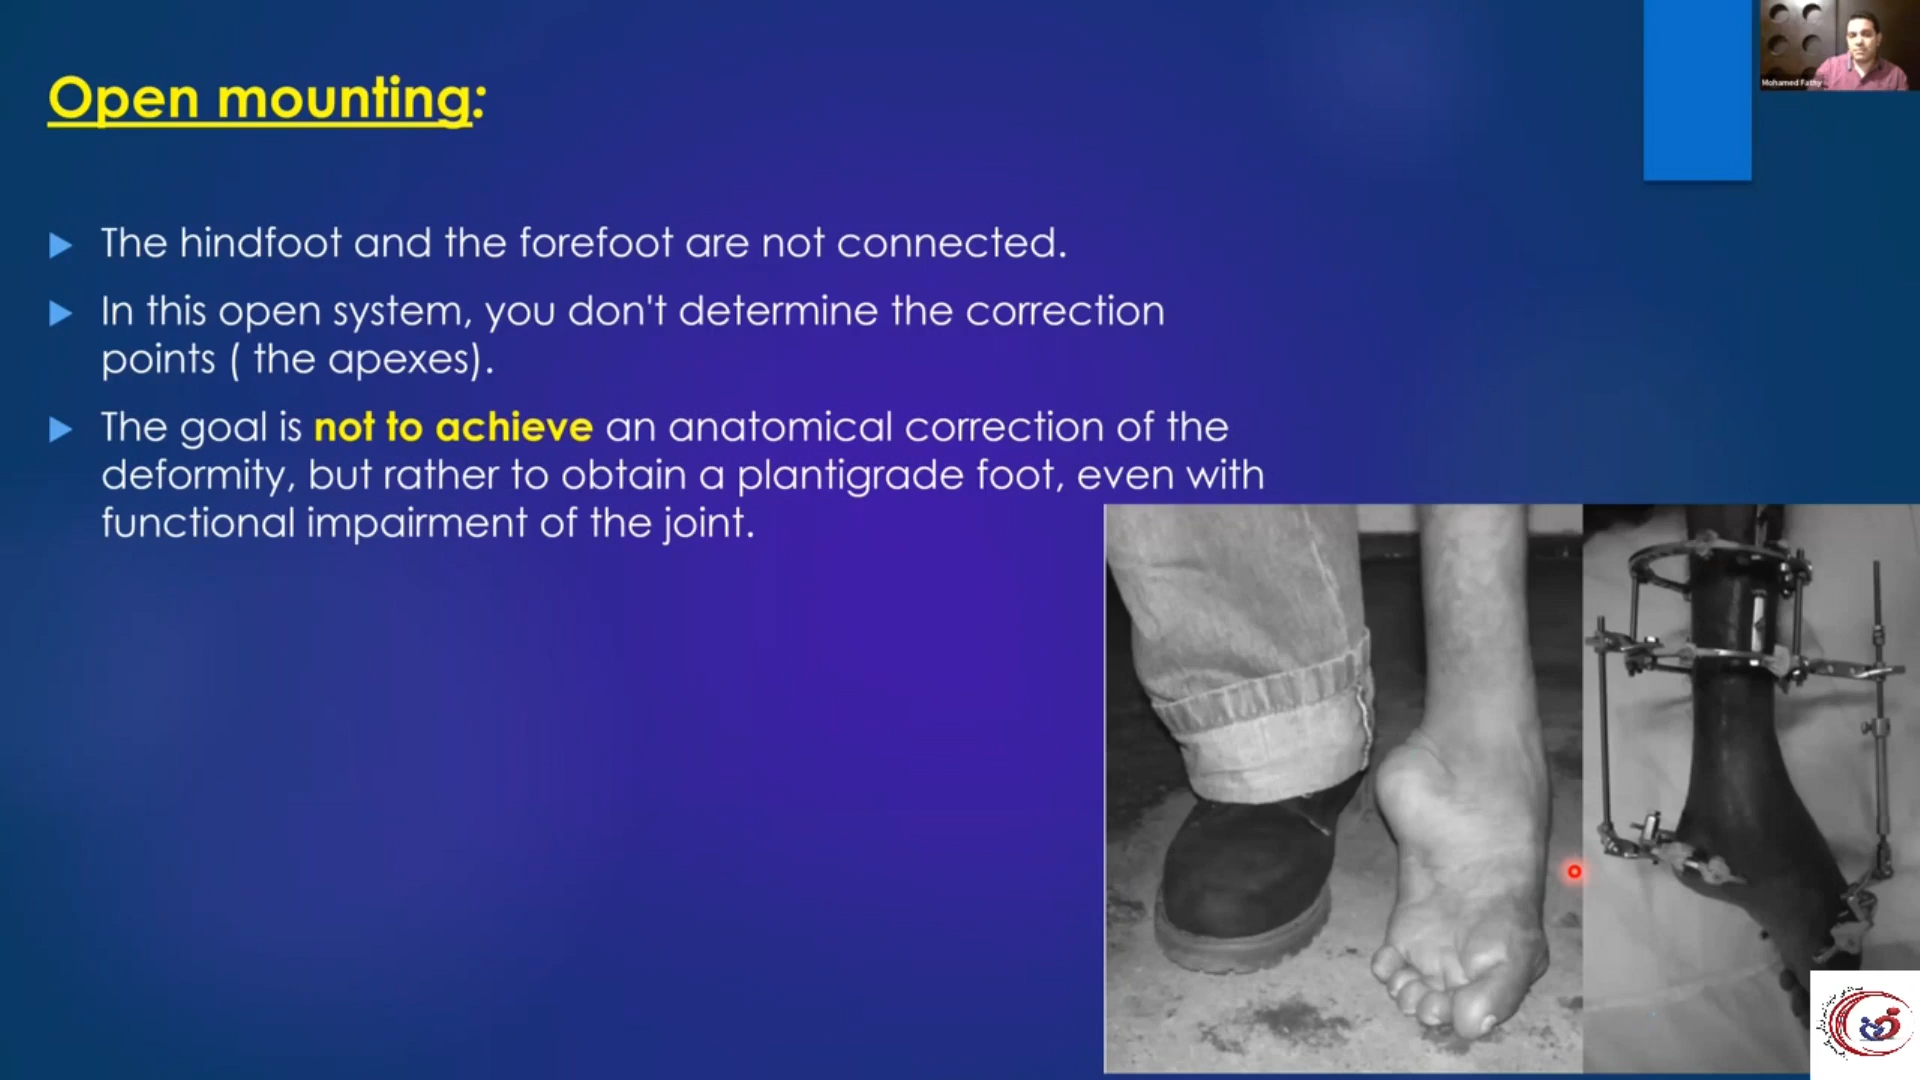 Open mounting:
Mohamed Fathy
The hindfoot and the forefoot are not connected.
In this open system, you don't determine the correction
points ( the apexes).
The goal is not to achieve an anatomical correction of the
deformity, but rather to obtain a plantigrade foot, even with
functional impairment of the joint.